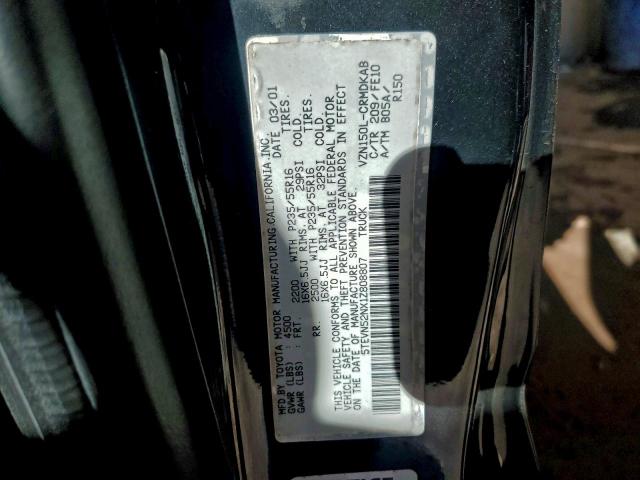 MFD BY TOYOTA MOTOR MANUFACTURING CALIFORNIA, INC.
GVWR (LBS) : 4500 DATE 03/01
GAWR (LBS) : FRT. 2200 WITH P235/55R16 TIRES.
16X6.5JJ RIMS. AT 29PSI COLD.
RR. 2500 WITH P235/55R16 TIRES.
16X6.5JJ RIMS. AT 32PSI COLD.
THIS VEHICLE CONFORMS TO ALL APPLICABLE FEDERAL MOTOR
VEHICLE SAFETY AND THEFT PREVENTION STANDARDS IN EFFECT
ON THE DATE OF MANUFACTURE SHOWN ABOVE.
5TEVN52NX1Z808807 TRUCK
VZN150L-CRMDKAB
C/TR 209/FE10
A/TM B05A/
R150